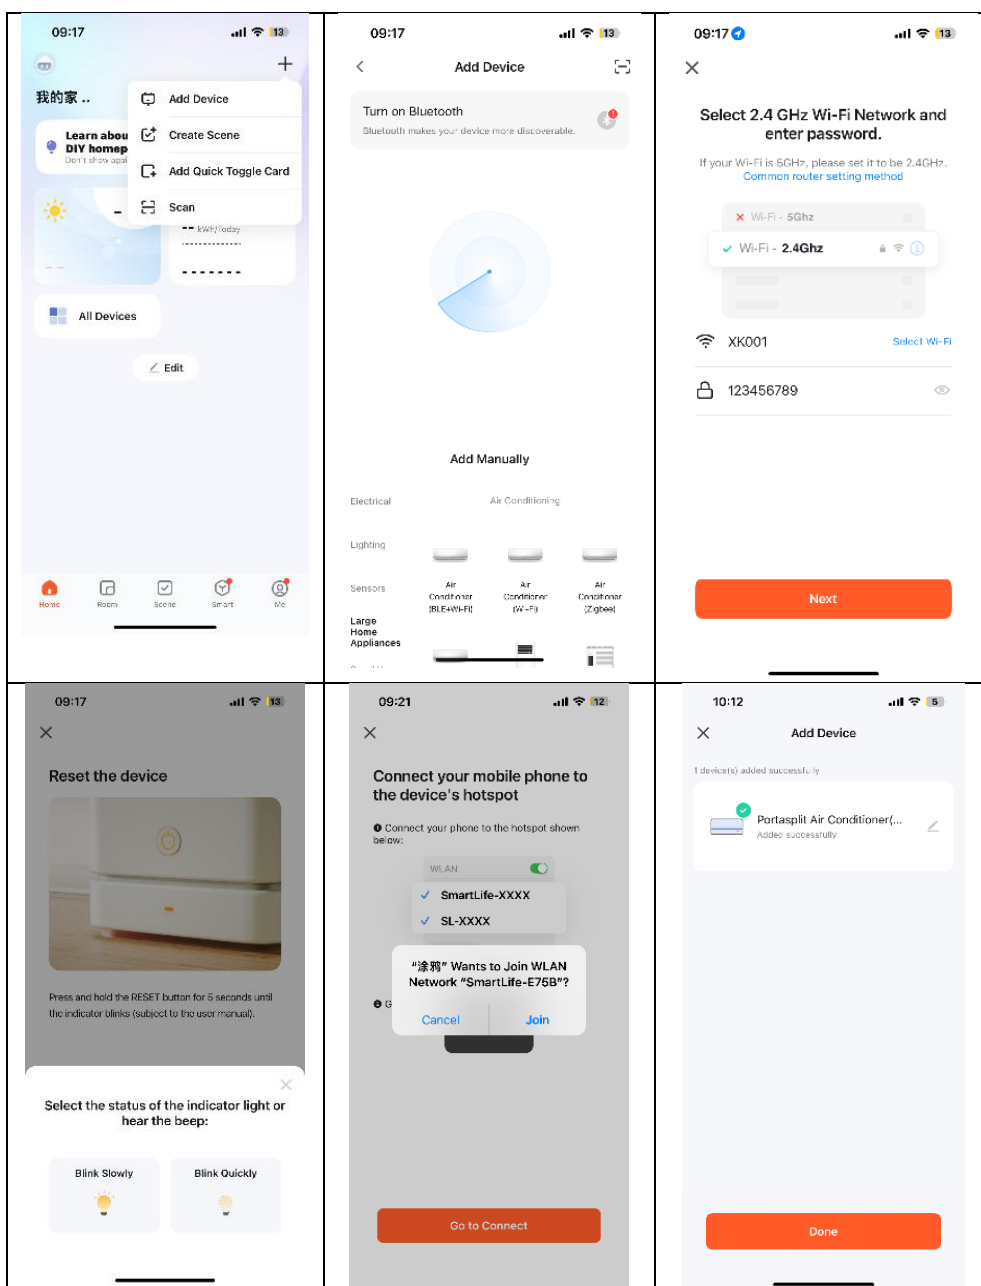 09:17
13
我的家 ..
Add Device
Create Scene
Add Quick Toggle Card
Scan
Learn abou
DIY homep
Don't show agai
-
-- kWh/Today
- -
-------
All Devices
Edit
Home
Room
Scene
Smart
Me
09:17
13
Add Device
Turn on Bluetooth
Bluetooth makes your device more discoverable.
Add Manually
Electrical
Air Conditioning
Lighting
Sensors
Air
Conditioner
(BLE+Wi-Fi)
Air
Conditioner
(Wi-Fi)
Air
Conditioner
(Zigbee)
Large
Home
Appliances
09:17
13
Select 2.4 GHz Wi-Fi Network and
enter password.
If your Wi-Fi is 5GHz, please set it to be 2.4GHz.
Common router setting method
Wi-Fi - 5Ghz
Wi-Fi - 2.4Ghz
XK001
Select Wi-Fi
123456789
Next
09:17
13
Reset the device
Press and hold the RESET button for 5 seconds until
the indicator blinks (subject to the user manual).
Select the status of the indicator light or
hear the beep:
Blink Slowly
Blink Quickly
09:21
12
Connect your mobile phone to
the device's hotspot
1 Connect your phone to the hotspot shown
below:
WLAN
SmartLife-XXXX
SL-XXXX
"涂鸦" Wants to Join WLAN
Network "SmartLife-E75B"?
2 G
Cancel
Join
Go to Connect
10:12
5
Add Device
1 device(s) added successfully
Portasplit Air Conditioner(...
Added successfully
Done